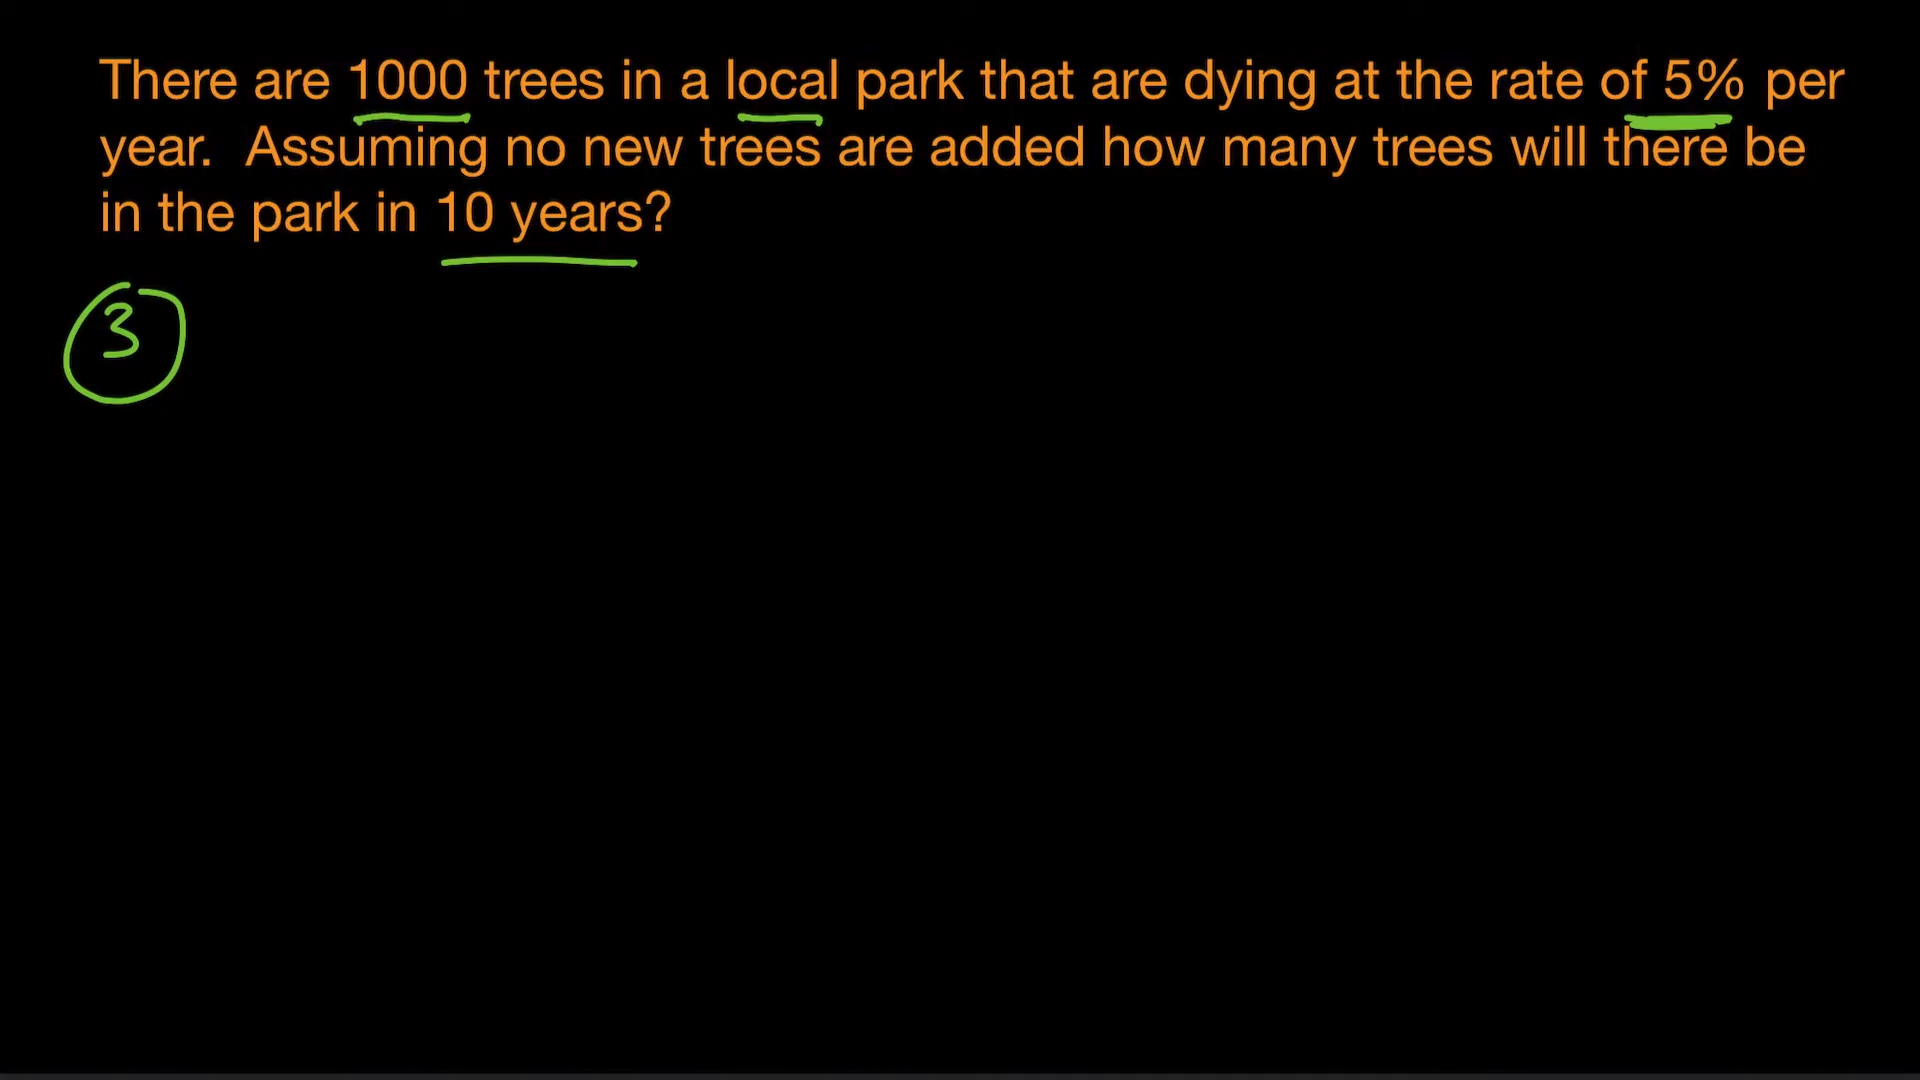 There are 1000 trees in a local park that are dying at the rate of 5% per
year.  Assuming no new trees are added how many trees will there be
in the park in 10 years?
3